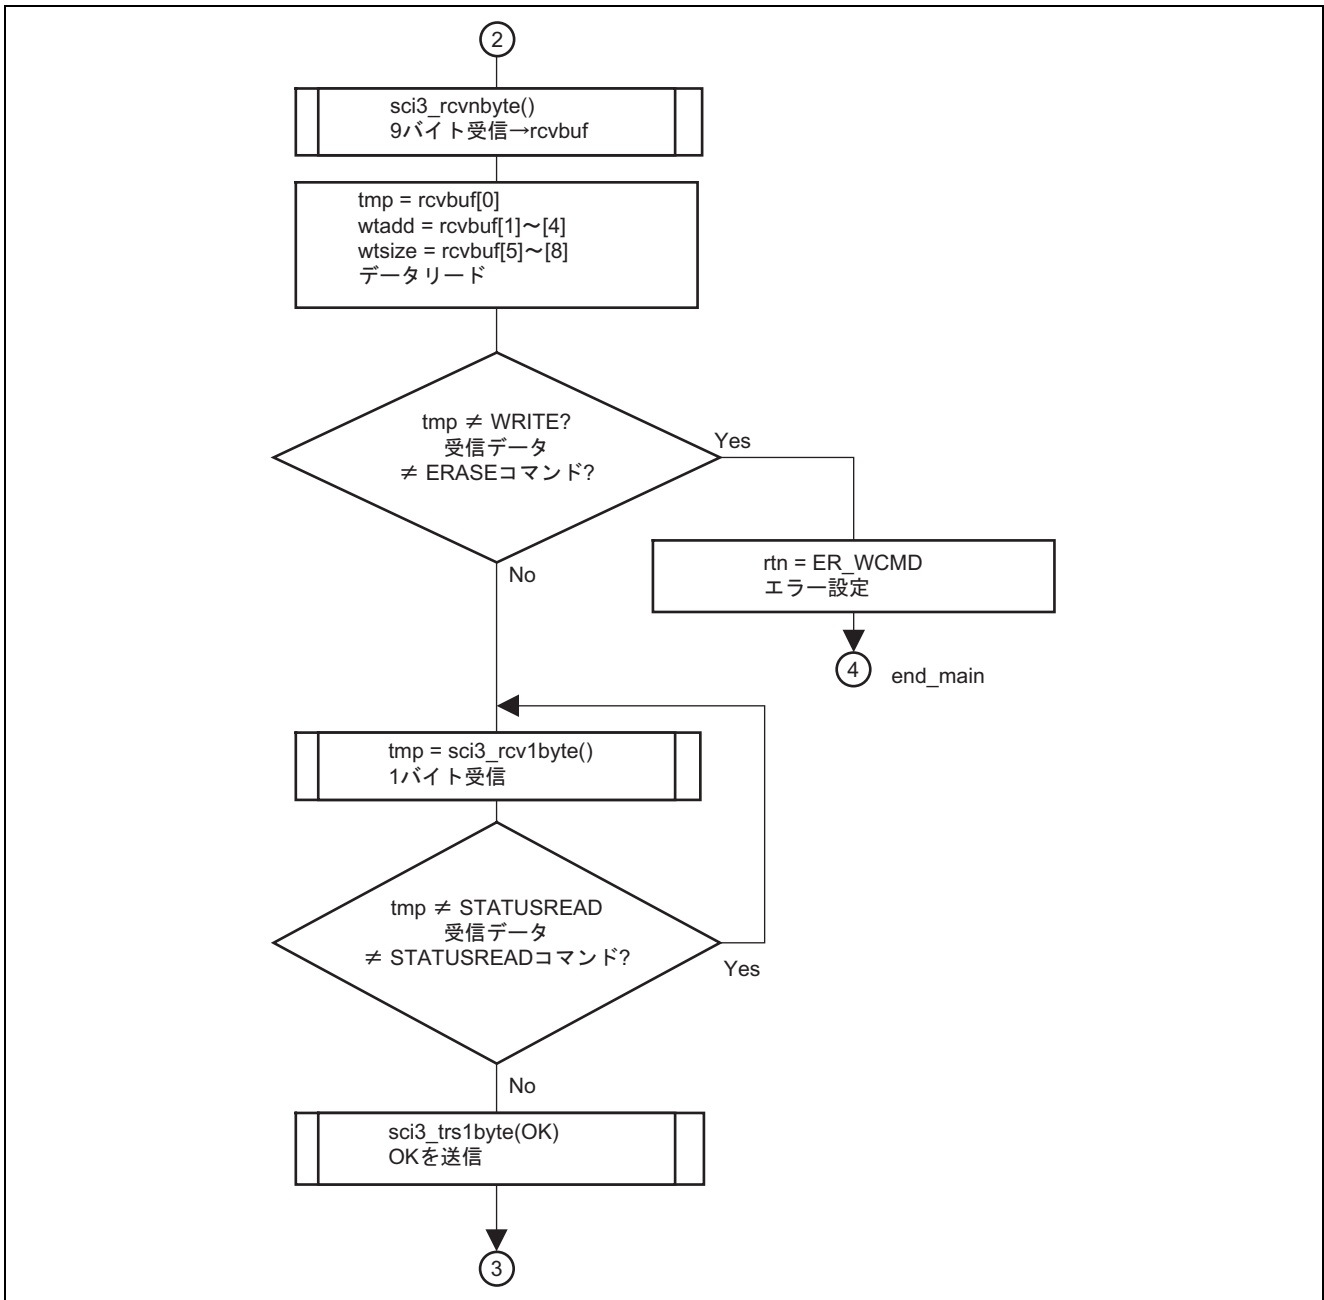 2
sci3_rcvnbyte()
9バイト受信→rcvbuf
tmp = rcvbuf[0]
wtadd = rcvbuf[1]～[4]
wtsize = rcvbuf[5]～[8]
データリード
tmp ≠ WRITE?
受信データ
≠ ERASEコマンド?
Yes
No
rtn = ER_WCMD
エラー設定
4
end_main
tmp = sci3_rcv1byte()
1バイト受信
tmp ≠ STATUSREAD
受信データ
≠ STATUSREADコマンド?
Yes
No
sci3_trs1byte(OK)
OKを送信
3